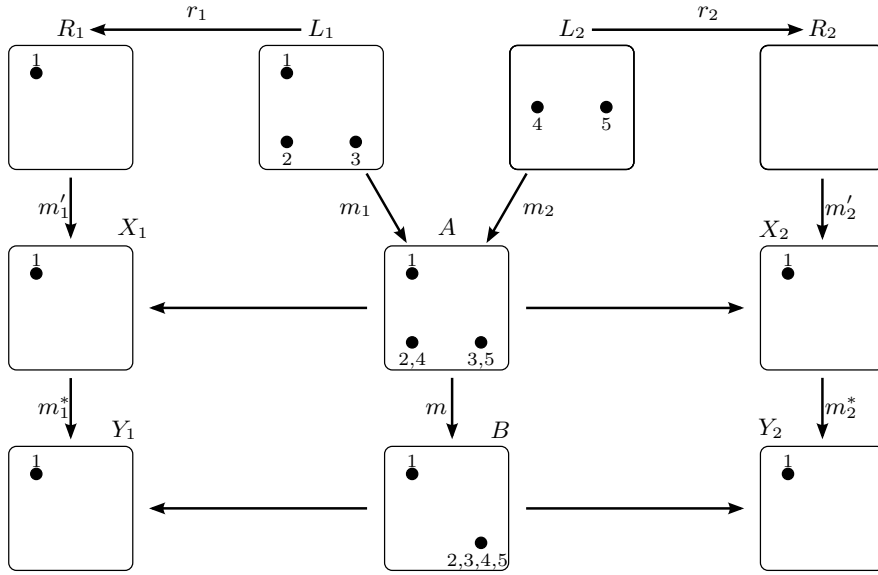 r₁ r₂
R₁ L₁ L₂ R₂
1 1
4 5
2 3
m′₁ m₁ m₂ m′₂
X₁ A X₂
1 1 1
2,4 3,5
m*₁ m m*₂
Y₁ B Y₂
1 1 1
2,3,4,5